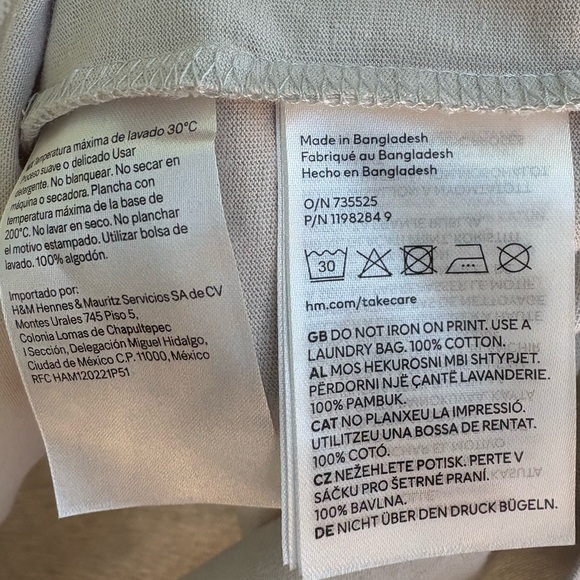 temperatura máxima de lavado 30°C
Proceso suave o delicado Usar
detergente. No blanquear. No secar en
máquina o secadora. Plancha con
temperatura máxima de la base de
200°C. No lavar en seco. No planchar
el motivo estampado. Utilizar bolsa de
lavado. 100% algodón.
Importado por:
H&M Hennes & Mauritz Servicios SA de CV
Montes Urales 745 Piso 5,
Colonia Lomas de Chapultepec
I Sección, Delegación Miguel Hidalgo,
Ciudad de México C.P. 11000, México
RFC HAM120221P51
Made in Bangladesh
Fabriqué au Bangladesh
Hecho en Bangladesh
O/N 735525
P/N 1198284 9
30
hm.com/takecare
GB DO NOT IRON ON PRINT. USE A
LAUNDRY BAG. 100% COTTON.
AL MOS HEKUROSNI MBI SHTYPJET.
PËRDORNI NJË ÇANTË LAVANDERIE.
100% PAMBUK.
CAT NO PLANXEU LA IMPRESSIÓ.
UTILITZEU UNA BOSSA DE RENTAT.
100% COTÓ.
CZ NEŽEHLETE POTISK. PERTE V
SÁČKU PRO ŠETRNÉ PRANÍ.
100% BAVLNA.
DE NICHT ÜBER DEN DRUCK BÜGELN.